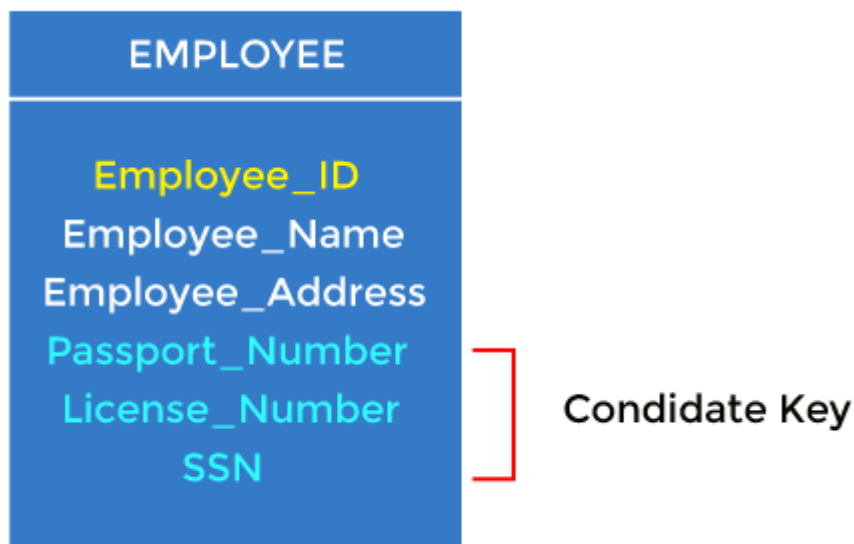 EMPLOYEE
Employee_ID
Employee_Name
Employee_Address
Passport_Number
License_Number
SSN
Condidate Key